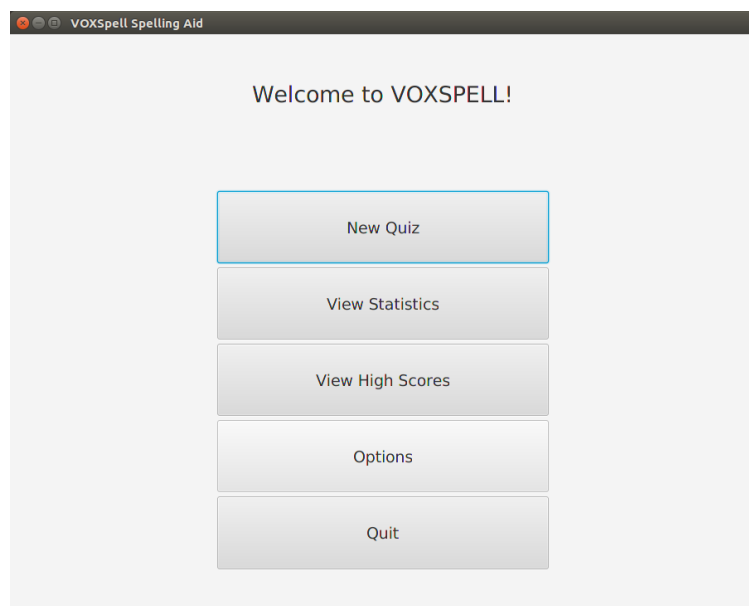 VOXSpell Spelling Aid
Welcome to VOXSPELL!
New Quiz
View Statistics
View High Scores
Options
Quit